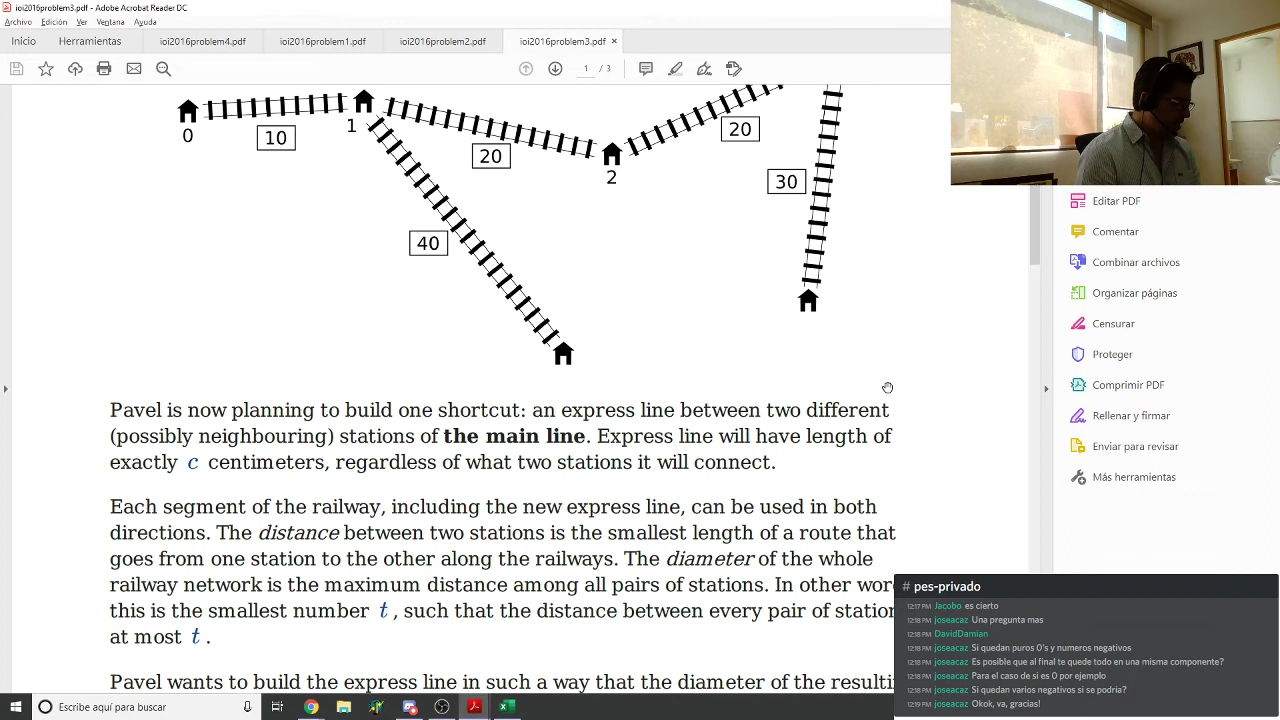 ioi2016problem3.pdf - Adobe Acrobat Reader DC
Archivo Edición Ver Ventana Ayuda
Inicio Herramientas ioi2016problem4.pdf ioi2016problem1.pdf ioi2016problem2.pdf ioi2016problem3.pdf ×
1 / 3
0
10
1
20
2
20
30
40
Pavel is now planning to build one shortcut: an express line between two different
(possibly neighbouring) stations of the main line. Express line will have length of
exactly c centimeters, regardless of what two stations it will connect.
Each segment of the railway, including the new express line, can be used in both
directions. The distance between two stations is the smallest length of a route that
goes from one station to the other along the railways. The diameter of the whole
railway network is the maximum distance among all pairs of stations. In other wor
this is the smallest number t , such that the distance between every pair of station
at most t .
Pavel wants to build the express line in such a way that the diameter of the resulti
Editar PDF
Comentar
Combinar archivos
Organizar páginas
Censurar
Proteger
Comprimir PDF
Rellenar y firmar
Enviar para revisar
Más herramientas
# pes-privado
12:17 PM Jacobo es cierto
12:18 PM joseacaz Una pregunta mas
12:18 PM DavidDamian
12:18 PM joseacaz Si quedan puros 0's y numeros negativos
12:18 PM joseacaz Es posible que al final te quede todo en una misma componente?
12:18 PM joseacaz Para el caso de si es 0 por ejemplo
12:18 PM joseacaz Si quedan varios negativos si se podria?
12:19 PM joseacaz Okok, va, gracias!
Escribe aquí para buscar